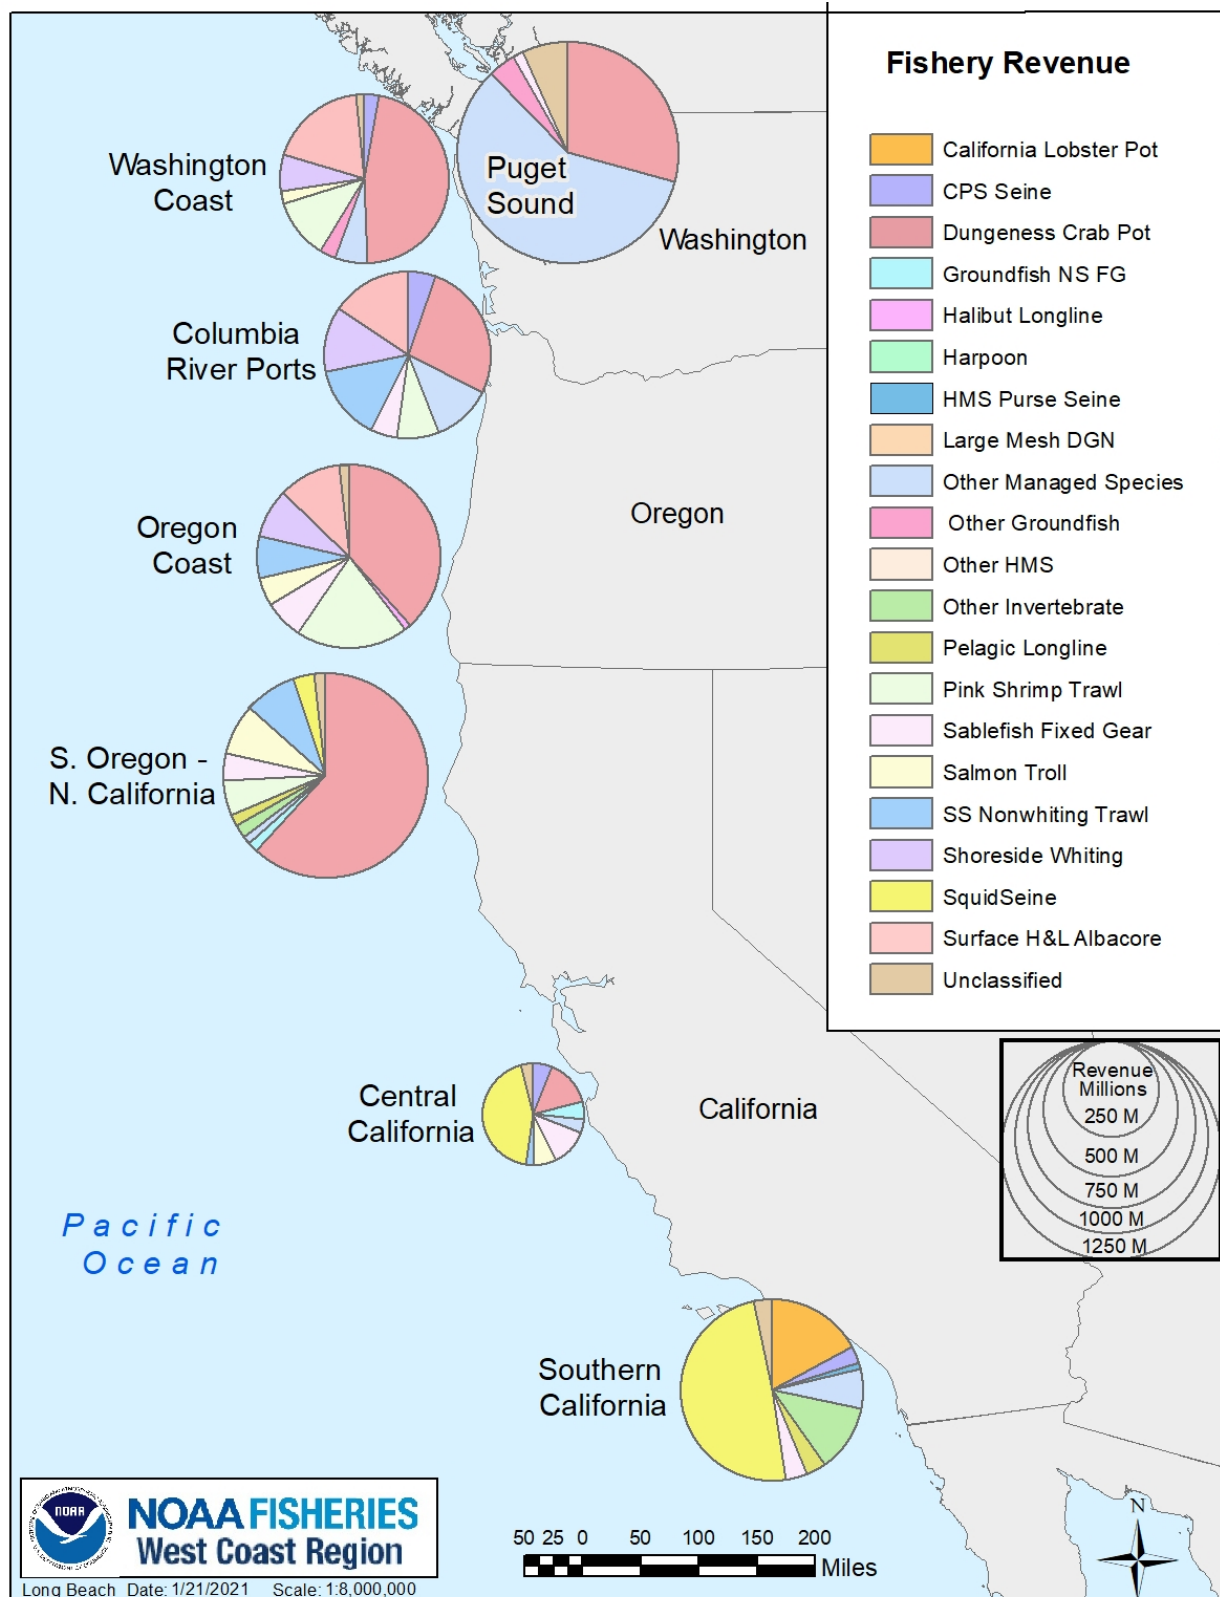 Fishery Revenue
California Lobster Pot
CPS Seine
Dungeness Crab Pot
Groundfish NS FG
Halibut Longline
Harpoon
HMS Purse Seine
Large Mesh DGN
Other Managed Species
Other Groundfish
Other HMS
Other Invertebrate
Pelagic Longline
Pink Shrimp Trawl
Sablefish Fixed Gear
Salmon Troll
SS Nonwhiting Trawl
Shoreside Whiting
SquidSeine
Surface H&L Albacore
Unclassified
Washington
Coast
Puget
Sound
Washington
Columbia
River Ports
Oregon
Coast
Oregon
S. Oregon -
N. California
Central
California
California
Revenue
Millions
250 M
500 M
750 M
1000 M
1250 M
Pacific
Ocean
Southern
California
NOAA
NOAA FISHERIES
West Coast Region
Long Beach Date: 1/21/2021 Scale: 1:8,000,000
50 25 0 50 100 150 200
Miles
N